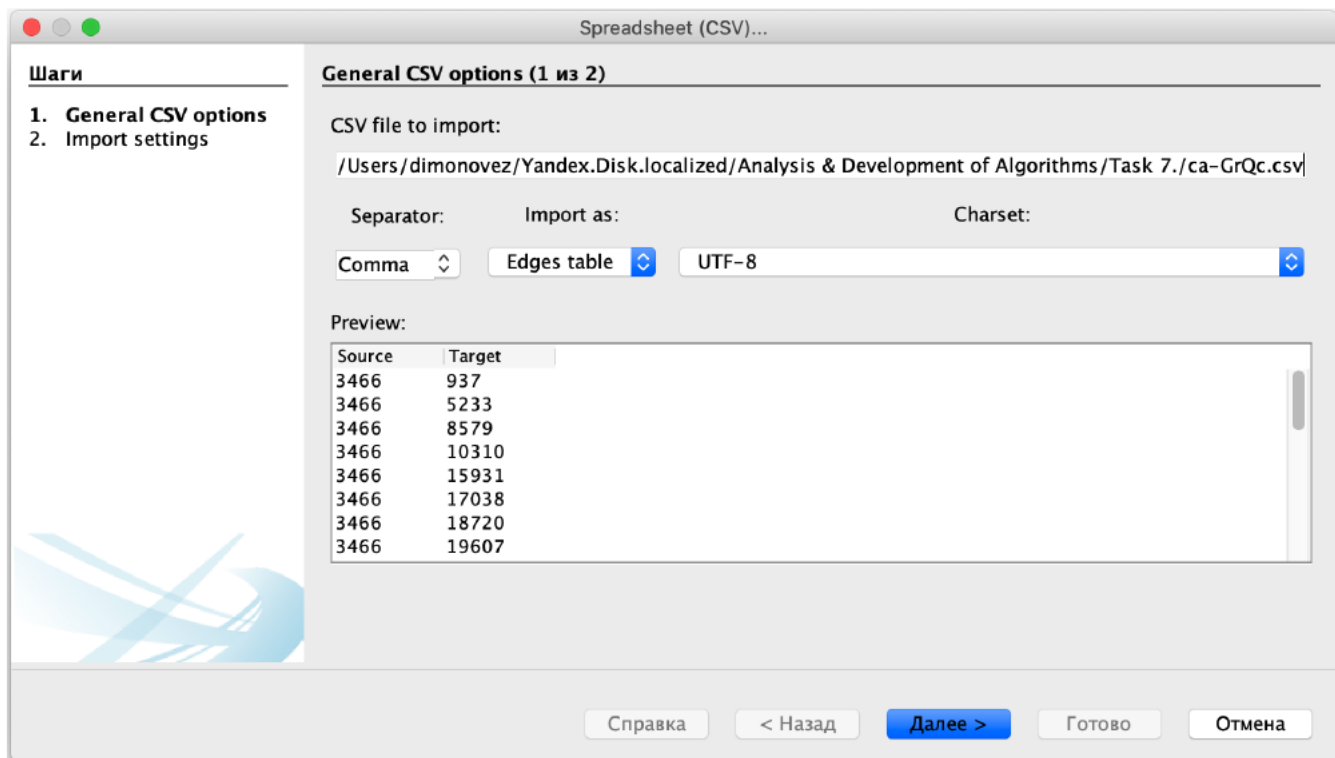 Spreadsheet (CSV)...
Шаги
1. General CSV options
2. Import settings
General CSV options (1 из 2)
CSV file to import:
/Users/dimonovez/Yandex.Disk.localized/Analysis & Development of Algorithms/Task 7./ca-GrQc.csv
Separator: Import as: Charset:
Comma Edges table UTF-8
Preview:
Source Target
3466 937
3466 5233
3466 8579
3466 10310
3466 15931
3466 17038
3466 18720
3466 19607
Справка < Назад Далее > Готово Отмена